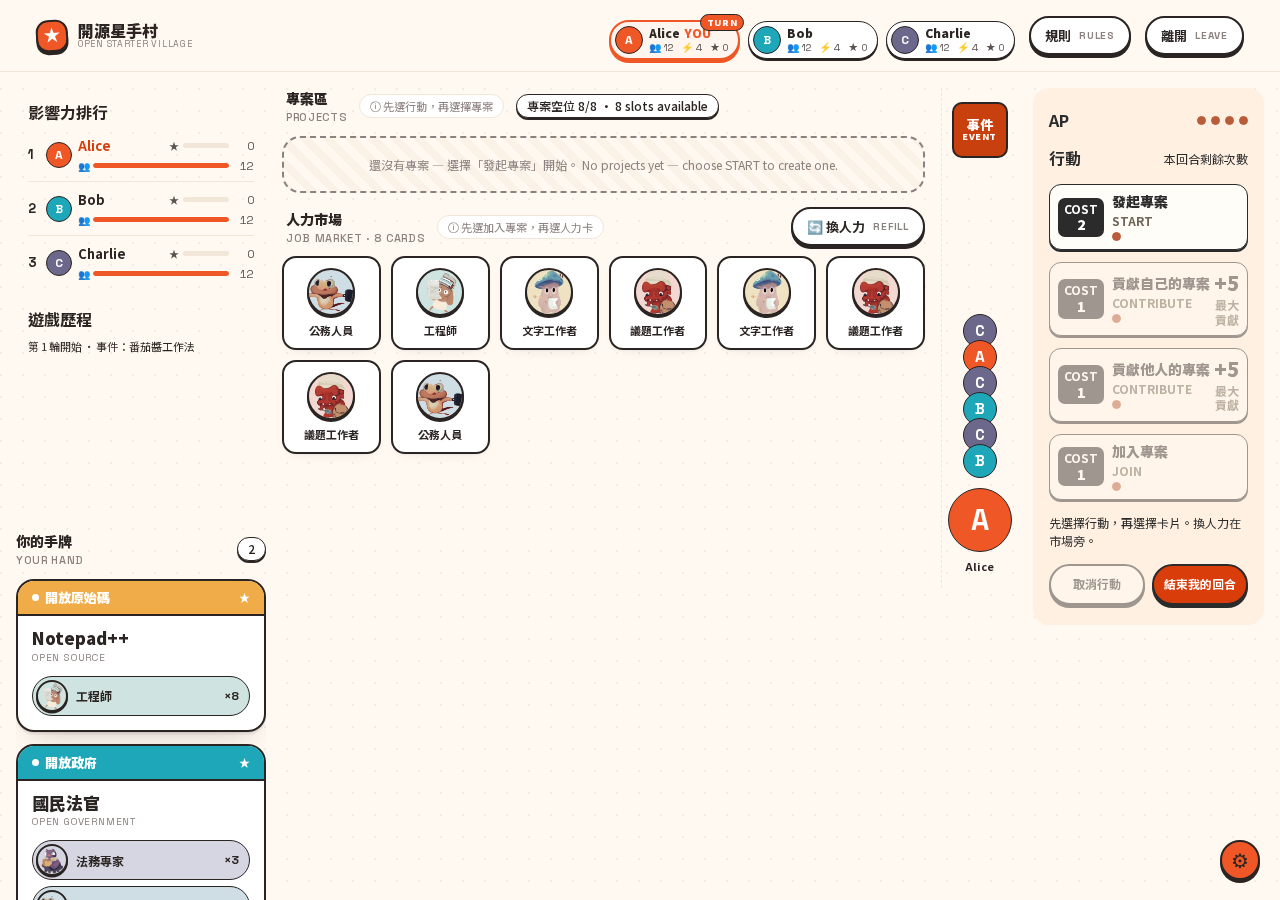 開源星手村
OPEN STARTER VILLAGE
TURN
A Alice YOU
👥 12 ⚡ 4 ★ 0
B Bob
👥 12 ⚡ 4 ★ 0
C Charlie
👥 12 ⚡ 4 ★ 0
規則 RULES
離開 LEAVE
影響力排行
1 A Alice ★ 0
👥 12
2 B Bob ★ 0
👥 12
3 C Charlie ★ 0
👥 12
遊戲歷程
第 1 輪開始 · 事件：番茄醬工作法
你的手牌
YOUR HAND
2
開放原始碼 ★
Notepad++
OPEN SOURCE
工程師 ×8
開放政府 ★
國民法官
OPEN GOVERNMENT
法務專家 ×3
專案區
PROJECTS
ⓘ 先選行動，再選擇專案
專案空位 8/8 · 8 slots available
還沒有專案 — 選擇「發起專案」開始。 No projects yet — choose START to create one.
人力市場
JOB MARKET · 8 CARDS
ⓘ 先選加入專案，再選人力卡
🔄 換人力 REFILL
公務人員
工程師
文字工作者
議題工作者
文字工作者
議題工作者
議題工作者
公務人員
事件
EVENT
C
A
C
B
C
B
A
Alice
AP
行動 本回合剩餘次數
COST 2
發起專案
START
COST 1
貢獻自己的專案
CONTRIBUTE
+5
最大
貢獻
COST 1
貢獻他人的專案
CONTRIBUTE
+5
最大
貢獻
COST 1
加入專案
JOIN
先選擇行動，再選擇卡片。換人力在
市場旁。
取消行動
結束我的回合